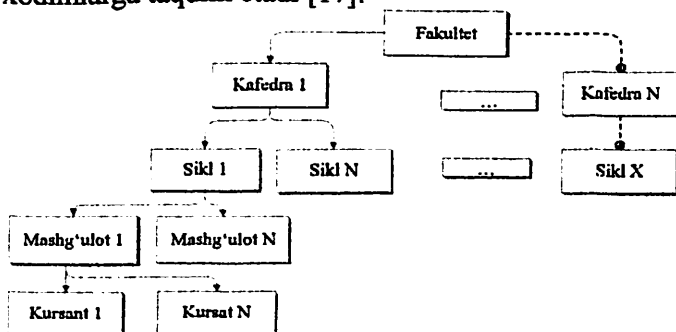 xodimlarga taqdim etadi [17].
Fakultet
Kafedra 1
...
Kafedra N
Sikl 1
Sikl N
...
Sikl X
Mashg‘ulot 1
Mashg‘ulot N
Kursant 1
Kursat N